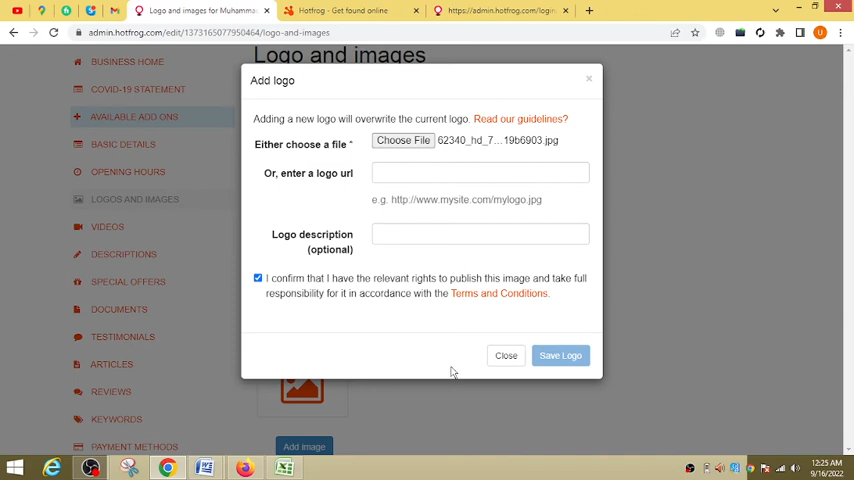 Logo and images for Muhamma
Hotfrog - Get found online
https://admin.hotfrog.com/login
admin.hotfrog.com/edit/1373165077950464/logo-and-images
U
Logo and images
BUSINESS HOME
COVID-19 STATEMENT
AVAILABLE ADD ONS
BASIC DETAILS
OPENING HOURS
LOGOS AND IMAGES
VIDEOS
DESCRIPTIONS
SPECIAL OFFERS
DOCUMENTS
TESTIMONIALS
ARTICLES
REVIEWS
KEYWORDS
PAYMENT METHODS
Add logo
Adding a new logo will overwrite the current logo. Read our guidelines?
Either choose a file * Choose File 62340_hd_7…19b6903.jpg
Or, enter a logo url
e.g. http://www.mysite.com/mylogo.jpg
Logo description
(optional)
I confirm that I have the relevant rights to publish this image and take full
responsibility for it in accordance with the Terms and Conditions.
Close Save Logo
Add Image
12:25 AM
9/16/2022